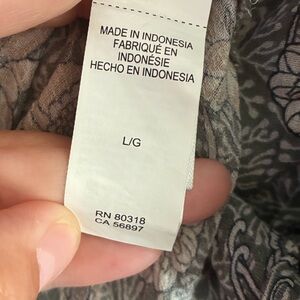 MADE IN INDONESIA
FABRIQUÉ EN
INDONÉSIE
HECHO EN INDONESIA
L/G
RN 80318
CA 56897